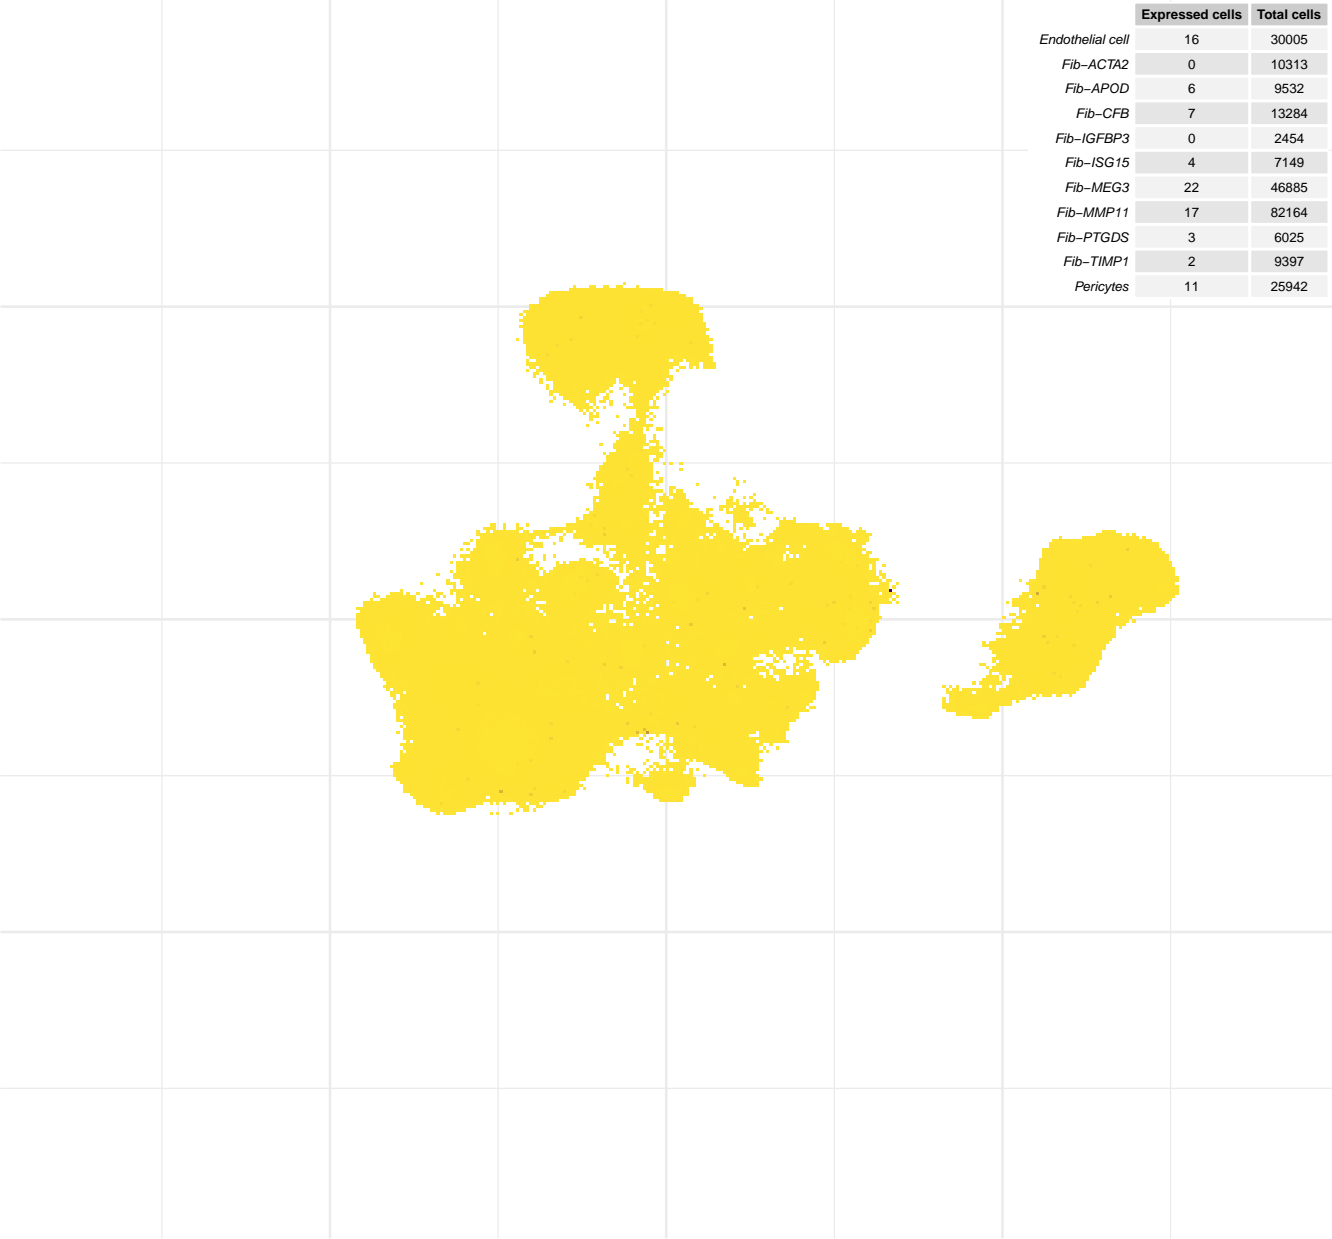 Expressed cells Total cells
Endothelial cell 16 30005
Fib−ACTA2 0 10313
Fib−APOD 6 9532
Fib−CFB 7 13284
Fib−IGFBP3 0 2454
Fib−ISG15 4 7149
Fib−MEG3 22 46885
Fib−MMP11 17 82164
Fib−PTGDS 3 6025
Fib−TIMP1 2 9397
Pericytes 11 25942